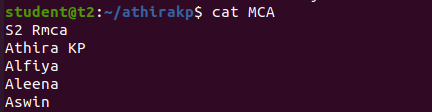 student@t2:~/athirakp$ cat MCA
S2 Rmca
Athira KP
Alfiya
Aleena
Aswin